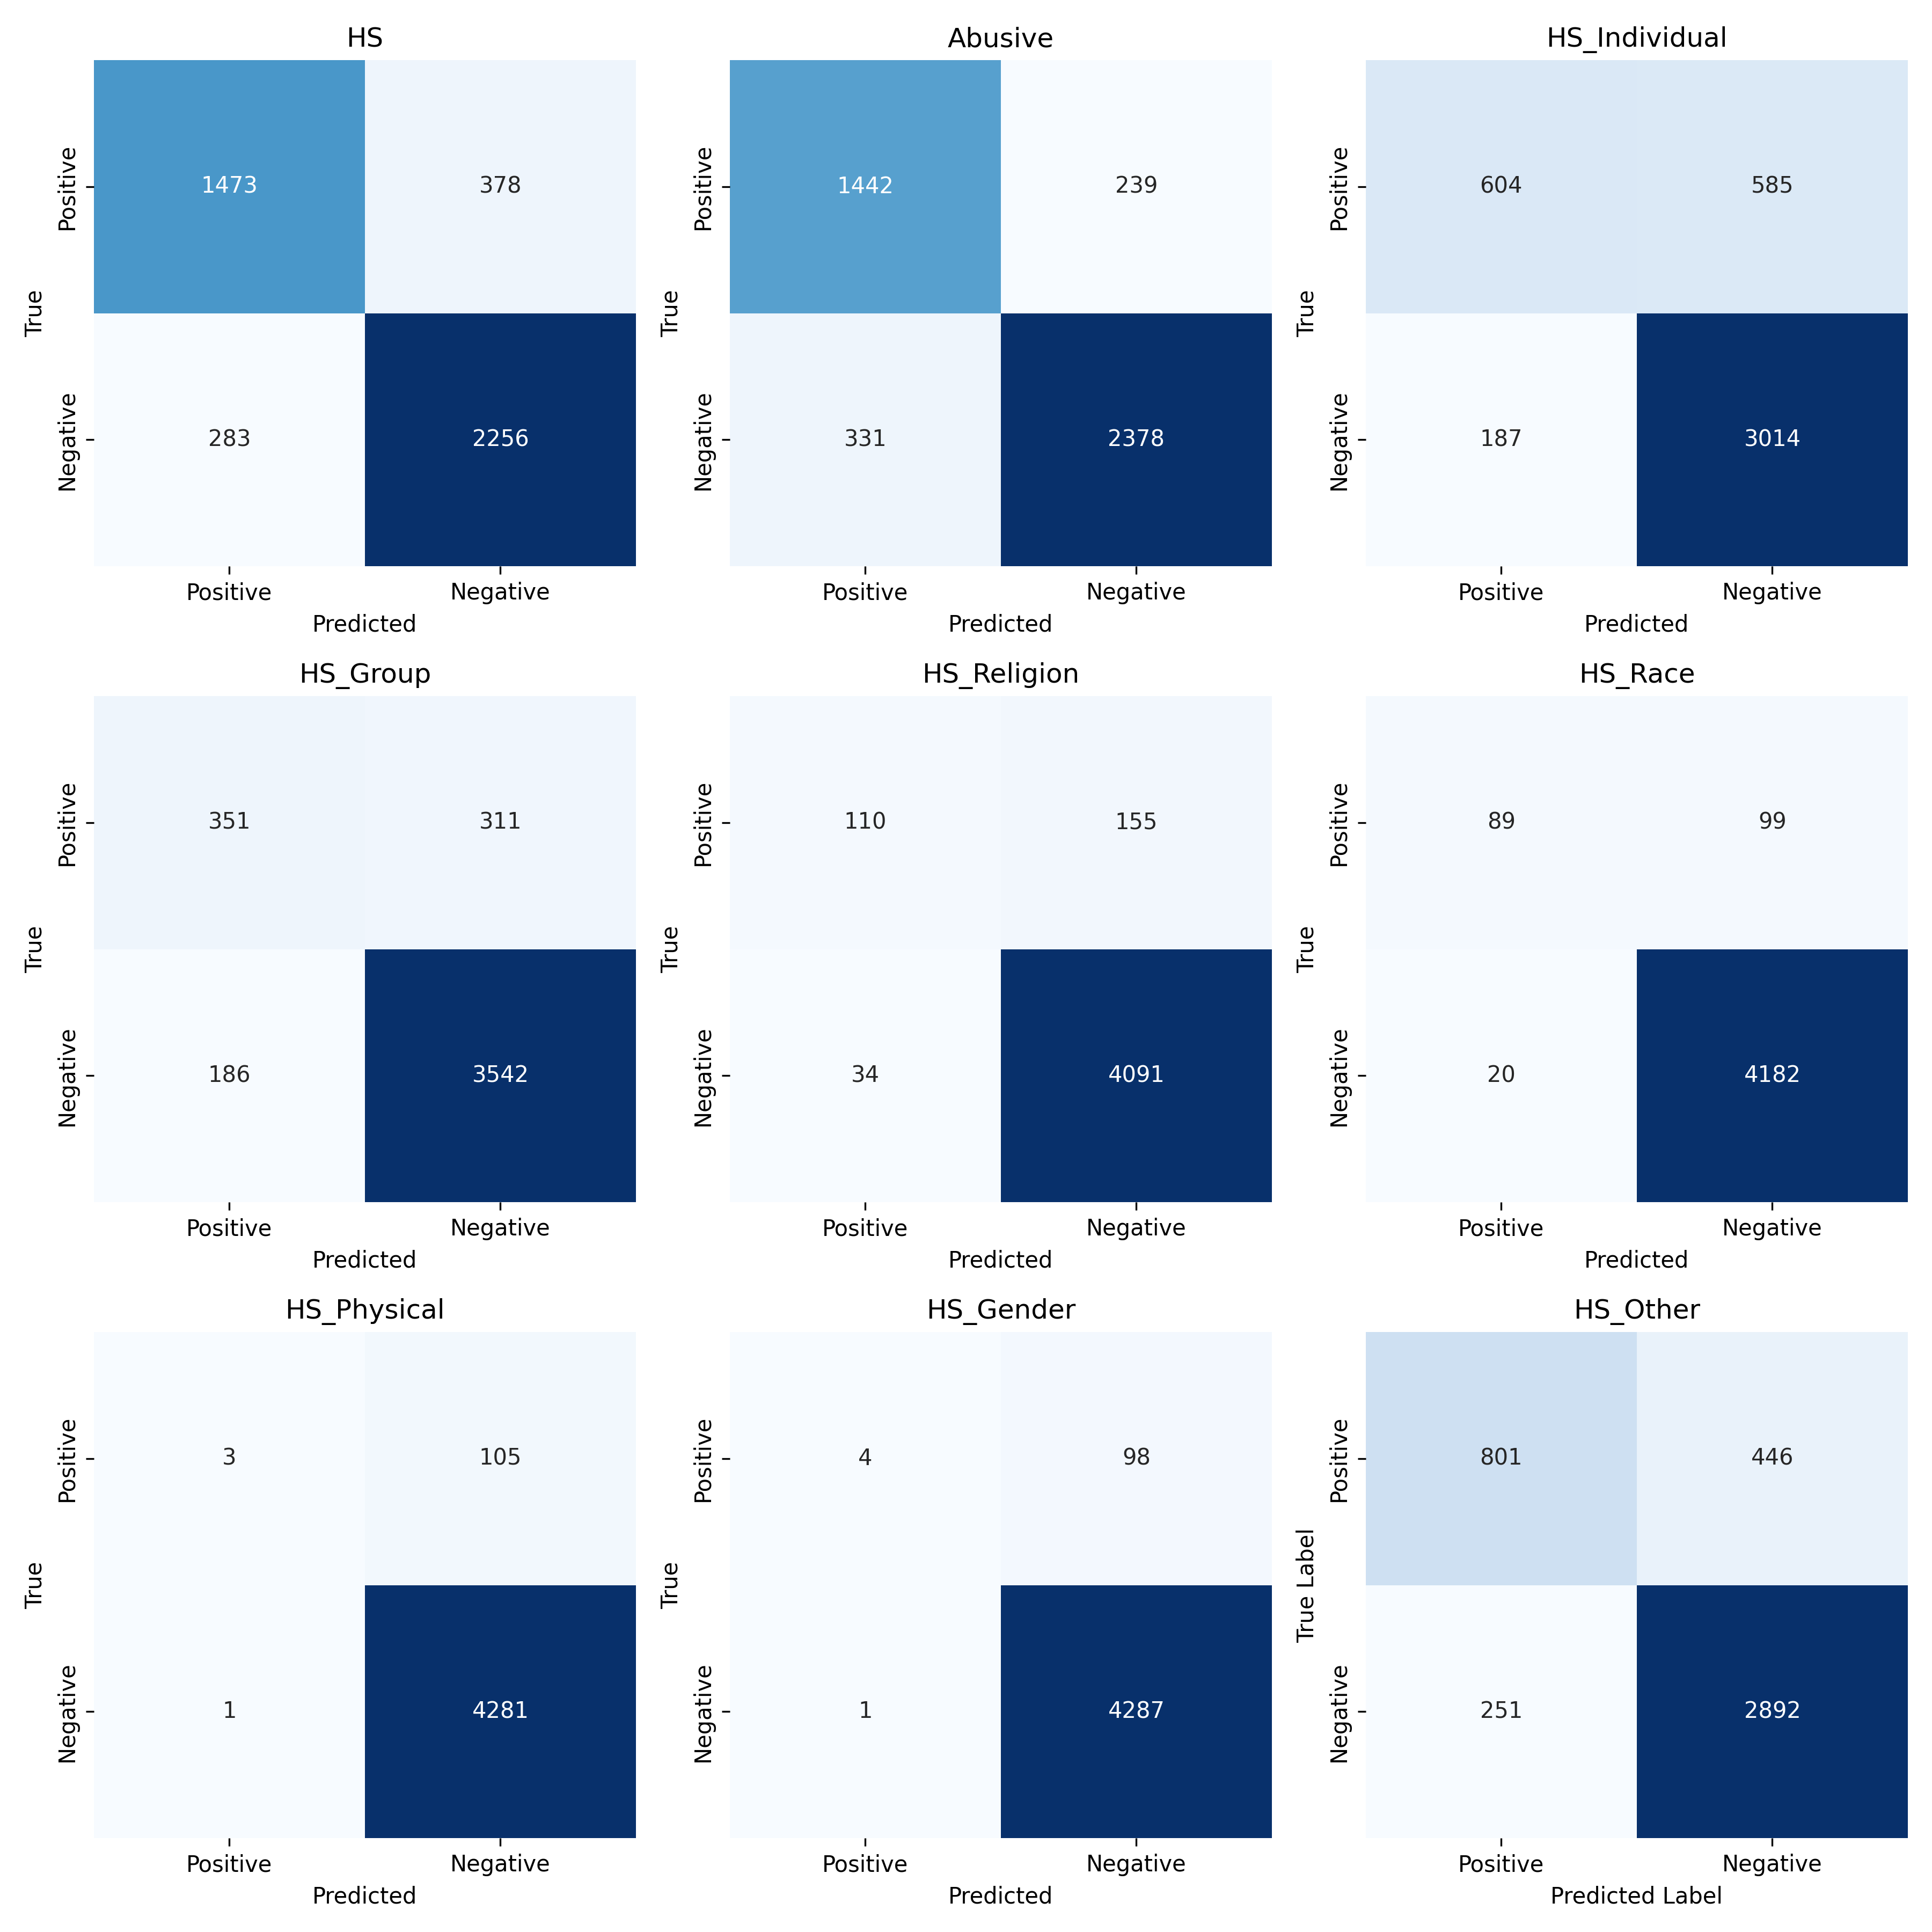 HS
Abusive
HS_Individual
Positive
1473
378
Positive
1442
239
Positive
604
585
True
True
True
Negative
283
2256
Negative
331
2378
Negative
187
3014
Positive
Negative
Positive
Negative
Positive
Negative
Predicted
Predicted
Predicted
HS_Group
HS_Religion
HS_Race
Positive
351
311
Positive
110
155
Positive
89
99
True
True
True
Negative
186
3542
Negative
34
4091
Negative
20
4182
Positive
Negative
Positive
Negative
Positive
Negative
Predicted
Predicted
Predicted
HS_Physical
HS_Gender
HS_Other
Positive
3
105
Positive
4
98
Positive
801
446
True
True
True Label
Negative
1
4281
Negative
1
4287
Negative
251
2892
Positive
Negative
Positive
Negative
Positive
Negative
Predicted
Predicted
Predicted Label